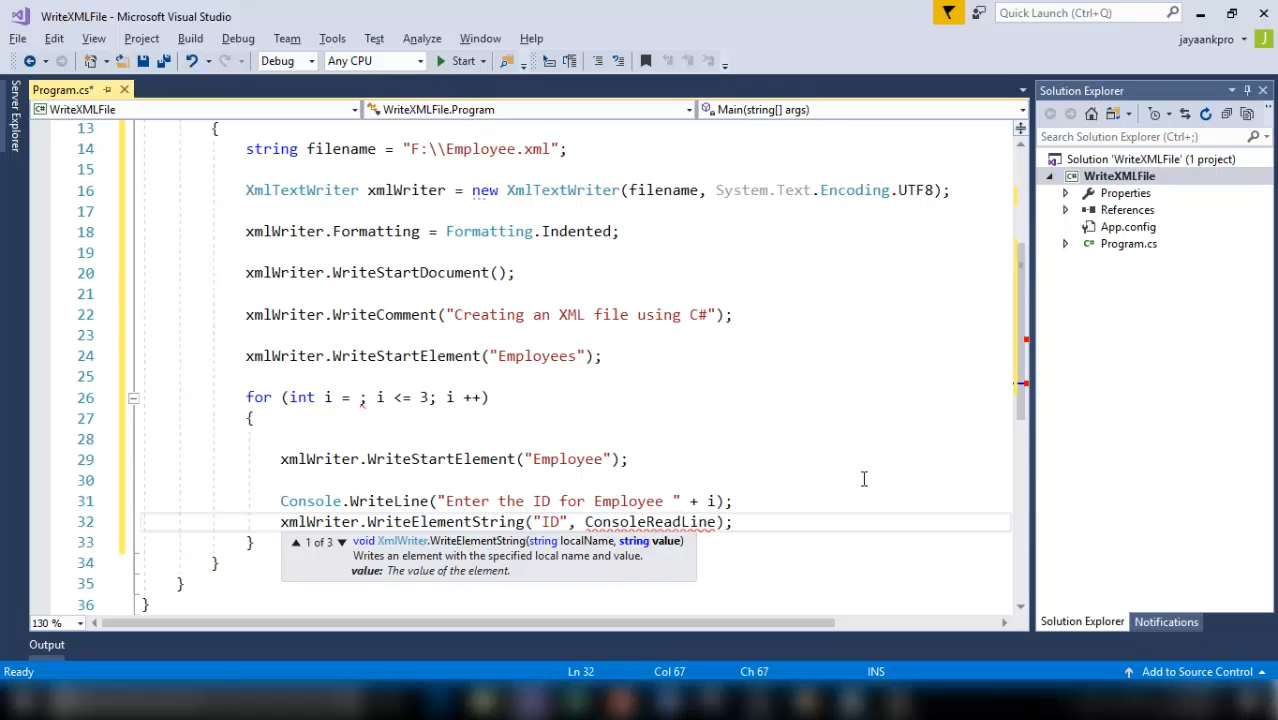 WriteXMLFile - Microsoft Visual Studio
Quick Launch (Ctrl+Q)
File Edit View Project Build Debug Team Tools Test Analyze Window Help
jayaankpro J
Debug Any CPU Start
Server Explorer
Program.cs*
WriteXMLFile WriteXMLFile.Program Main(string[] args)
13 {
14 string filename = "F:\\Employee.xml";
15
16 XmlTextWriter xmlWriter = new XmlTextWriter(filename, System.Text.Encoding.UTF8);
17
18 xmlWriter.Formatting = Formatting.Indented;
19
20 xmlWriter.WriteStartDocument();
21
22 xmlWriter.WriteComment("Creating an XML file using C#");
23
24 xmlWriter.WriteStartElement("Employees");
25
26 for (int i = ; i <= 3; i ++)
27 {
28
29 xmlWriter.WriteStartElement("Employee");
30
31 Console.WriteLine("Enter the ID for Employee " + i);
32 xmlWriter.WriteElementString("ID", ConsoleReadLine);
33 }
1 of 3 void XmlWriter.WriteElementString(string localName, string value)
Writes an element with the specified local name and value.
value: The value of the element.
34 }
35 }
36 }
130 %
Solution Explorer
Search Solution Explorer (Ctrl+;)
Solution 'WriteXMLFile' (1 project)
WriteXMLFile
Properties
References
App.config
Program.cs
Solution Explorer Notifications
Output
Ready Ln 32 Col 67 Ch 67 INS Add to Source Control